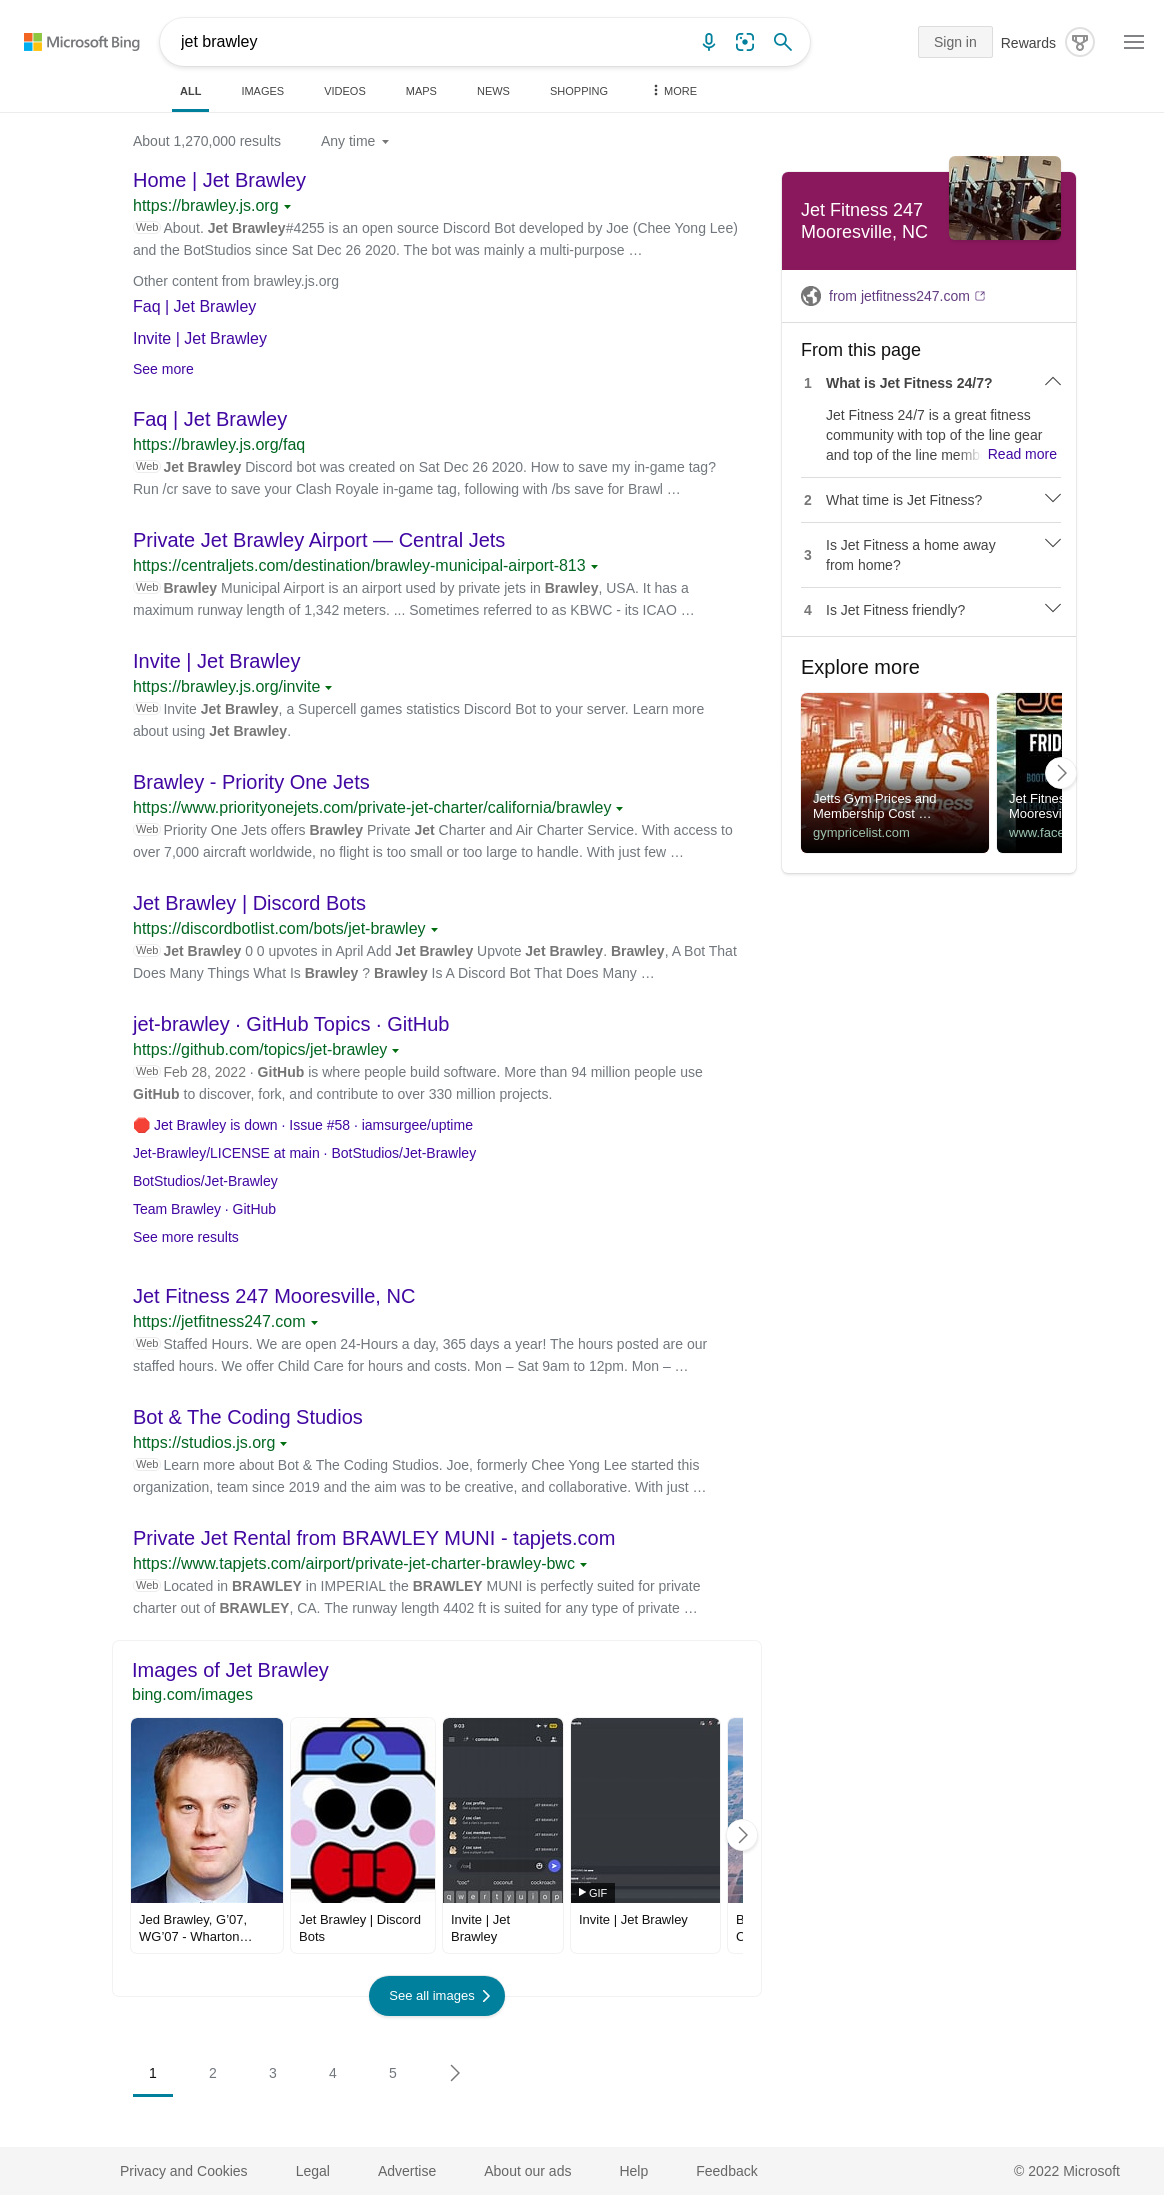 Microsoft Bing
jet brawley
Sign in
Rewards
ALL
IMAGES
VIDEOS
MAPS
NEWS
SHOPPING
MORE
About 1,270,000 results
Any time
Home | Jet Brawley
https://brawley.js.org
Web About. Jet Brawley#4255 is an open source Discord Bot developed by Joe (Chee Yong Lee)
and the BotStudios since Sat Dec 26 2020. The bot was mainly a multi-purpose …
Other content from brawley.js.org
Faq | Jet Brawley
Invite | Jet Brawley
See more
Faq | Jet Brawley
https://brawley.js.org/faq
Web Jet Brawley Discord bot was created on Sat Dec 26 2020. How to save my in-game tag?
Run /cr save to save your Clash Royale in-game tag, following with /bs save for Brawl …
Private Jet Brawley Airport — Central Jets
https://centraljets.com/destination/brawley-municipal-airport-813
Web Brawley Municipal Airport is an airport used by private jets in Brawley, USA. It has a
maximum runway length of 1,342 meters. ... Sometimes referred to as KBWC - its ICAO …
Invite | Jet Brawley
https://brawley.js.org/invite
Web Invite Jet Brawley, a Supercell games statistics Discord Bot to your server. Learn more
about using Jet Brawley.
Brawley - Priority One Jets
https://www.priorityonejets.com/private-jet-charter/california/brawley
Web Priority One Jets offers Brawley Private Jet Charter and Air Charter Service. With access to
over 7,000 aircraft worldwide, no flight is too small or too large to handle. With just few …
Jet Brawley | Discord Bots
https://discordbotlist.com/bots/jet-brawley
Web Jet Brawley 0 0 upvotes in April Add Jet Brawley Upvote Jet Brawley. Brawley, A Bot That
Does Many Things What Is Brawley ? Brawley Is A Discord Bot That Does Many …
jet-brawley · GitHub Topics · GitHub
https://github.com/topics/jet-brawley
Web Feb 28, 2022 · GitHub is where people build software. More than 94 million people use
GitHub to discover, fork, and contribute to over 330 million projects.
🛑 Jet Brawley is down · Issue #58 · iamsurgee/uptime
Jet-Brawley/LICENSE at main · BotStudios/Jet-Brawley
BotStudios/Jet-Brawley
Team Brawley · GitHub
See more results
Jet Fitness 247 Mooresville, NC
https://jetfitness247.com
Web Staffed Hours. We are open 24-Hours a day, 365 days a year! The hours posted are our
staffed hours. We offer Child Care for hours and costs. Mon – Sat 9am to 12pm. Mon – …
Bot & The Coding Studios
https://studios.js.org
Web Learn more about Bot & The Coding Studios. Joe, formerly Chee Yong Lee started this
organization, team since 2019 and the aim was to be creative, and collaborative. With just …
Private Jet Rental from BRAWLEY MUNI - tapjets.com
https://www.tapjets.com/airport/private-jet-charter-brawley-bwc
Web Located in BRAWLEY in IMPERIAL the BRAWLEY MUNI is perfectly suited for private
charter out of BRAWLEY, CA. The runway length 4402 ft is suited for any type of private …
Images of Jet Brawley
bing.com/images
9:03
commands
/ coc profile
JET BRAWLEY
/ coc clan
JET BRAWLEY
/ coc members
JET BRAWLEY
/ coc save
JET BRAWLEY
/coc
"coc" coconut cockroach
q w e r t y u i o p
GIF
Jed Brawley, G’07,
WG’07 - Wharton…
Jet Brawley | Discord
Bots
Invite | Jet
Brawley
Invite | Jet Brawley
See all images
1 2 3 4 5
Jet Fitness 247
Mooresville, NC
from jetfitness247.com
From this page
1 What is Jet Fitness 24/7?
Jet Fitness 24/7 is a great fitness
community with top of the line gear
and top of the line memb Read more
2 What time is Jet Fitness?
3 Is Jet Fitness a home away
from home?
4 Is Jet Fitness friendly?
Explore more
jetts
24 hour fitness
Jetts Gym Prices and
Membership Cost …
gympricelist.com
FRID
BOOT
Jet Fitnes
Mooresvi
www.face
Privacy and Cookies
Legal
Advertise
About our ads
Help
Feedback
© 2022 Microsoft